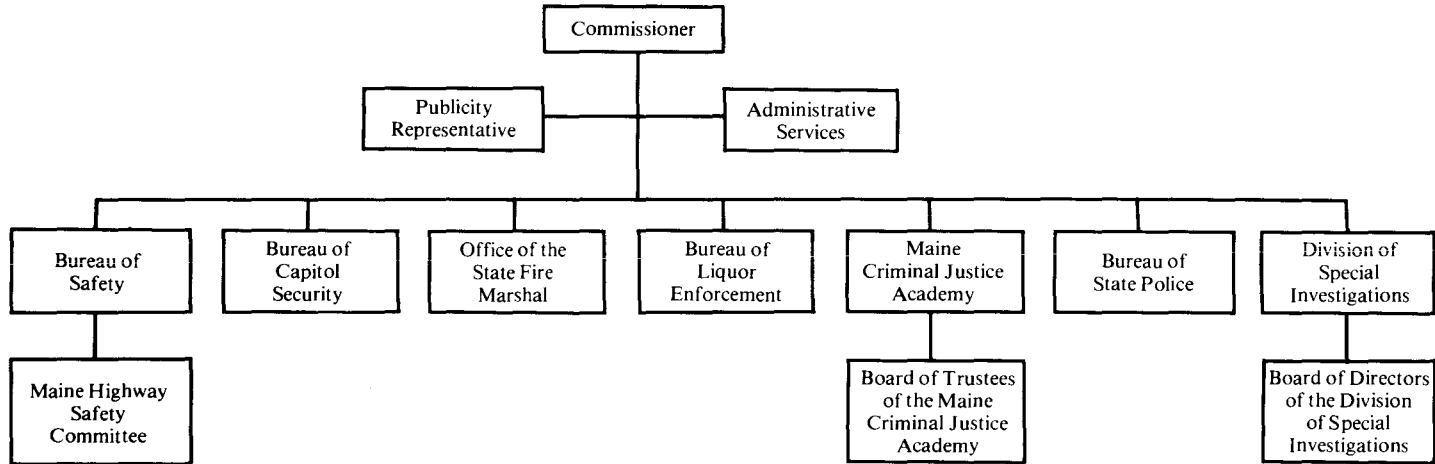 Commissioner
Publicity
Representative
Administrative
Services
Bureau of
Safety
Bureau of
Capitol
Security
Office of the
State Fire
Marshal
Bureau of
Liquor
Enforcement
Maine
Criminal Justice
Academy
Bureau of
State Police
Division of
Special
Investigations
Maine Highway
Safety
Committee
Board of Trustees
of the Maine
Criminal Justice
Academy
Board of Directors
of the Division
of Special
Investigations